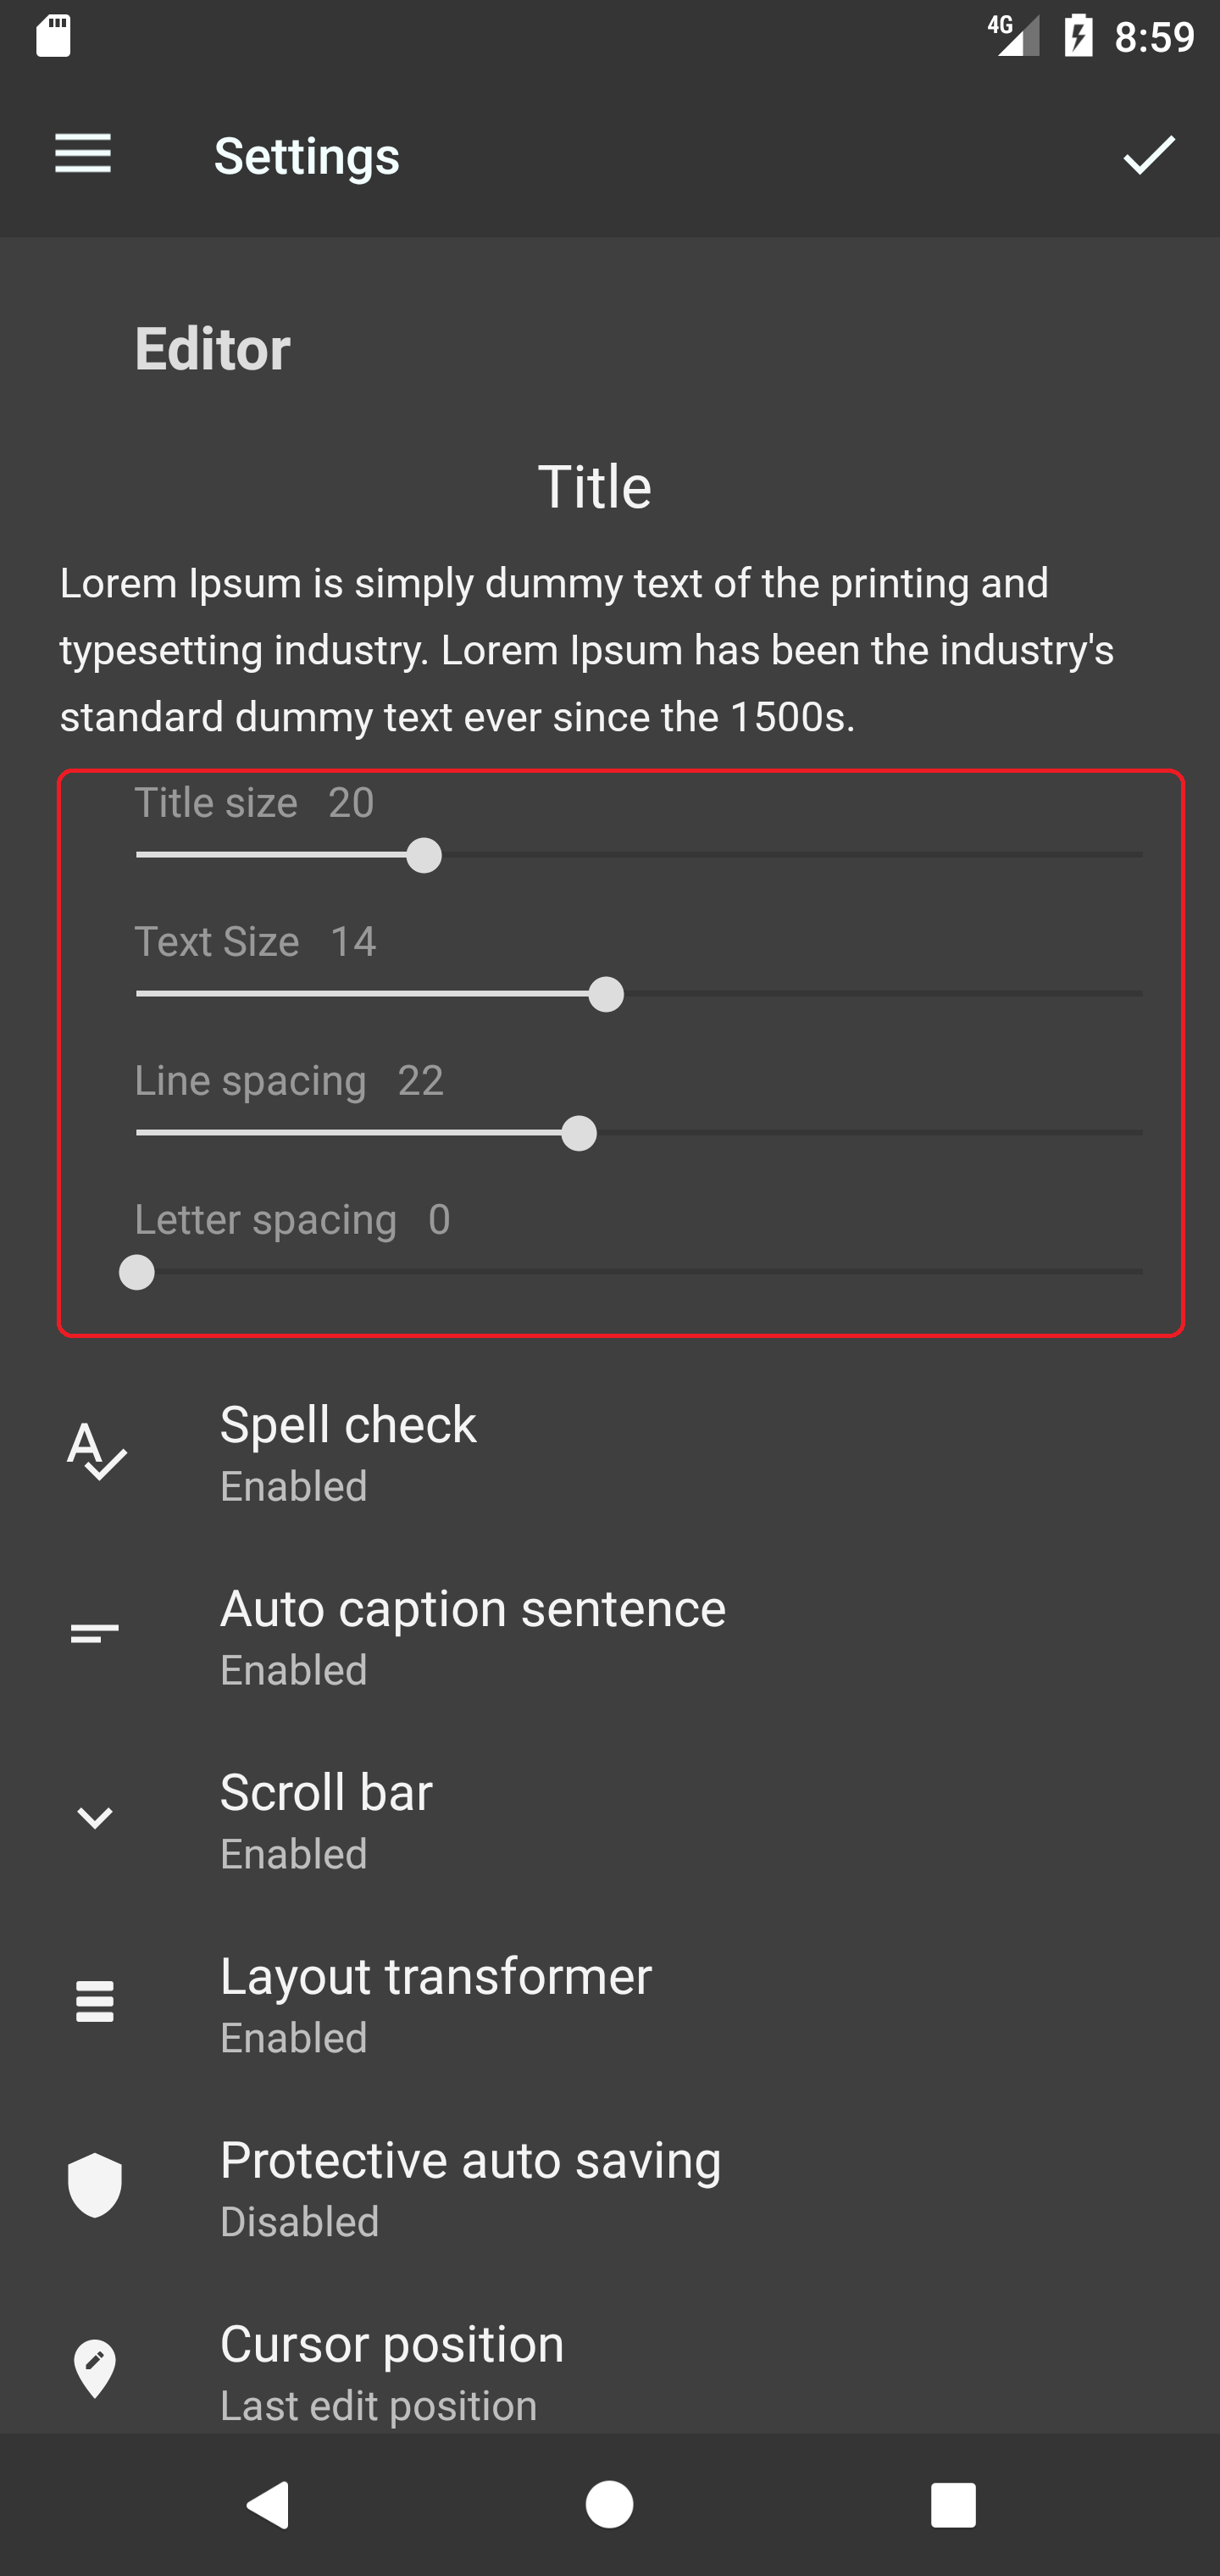 4G 8:59
Settings
Editor
Title
Lorem Ipsum is simply dummy text of the printing and
typesetting industry. Lorem Ipsum has been the industry's
standard dummy text ever since the 1500s.
Title size 20
Text Size 14
Line spacing 22
Letter spacing 0
Spell check
Enabled
Auto caption sentence
Enabled
Scroll bar
Enabled
Layout transformer
Enabled
Protective auto saving
Disabled
Cursor position
Last edit position